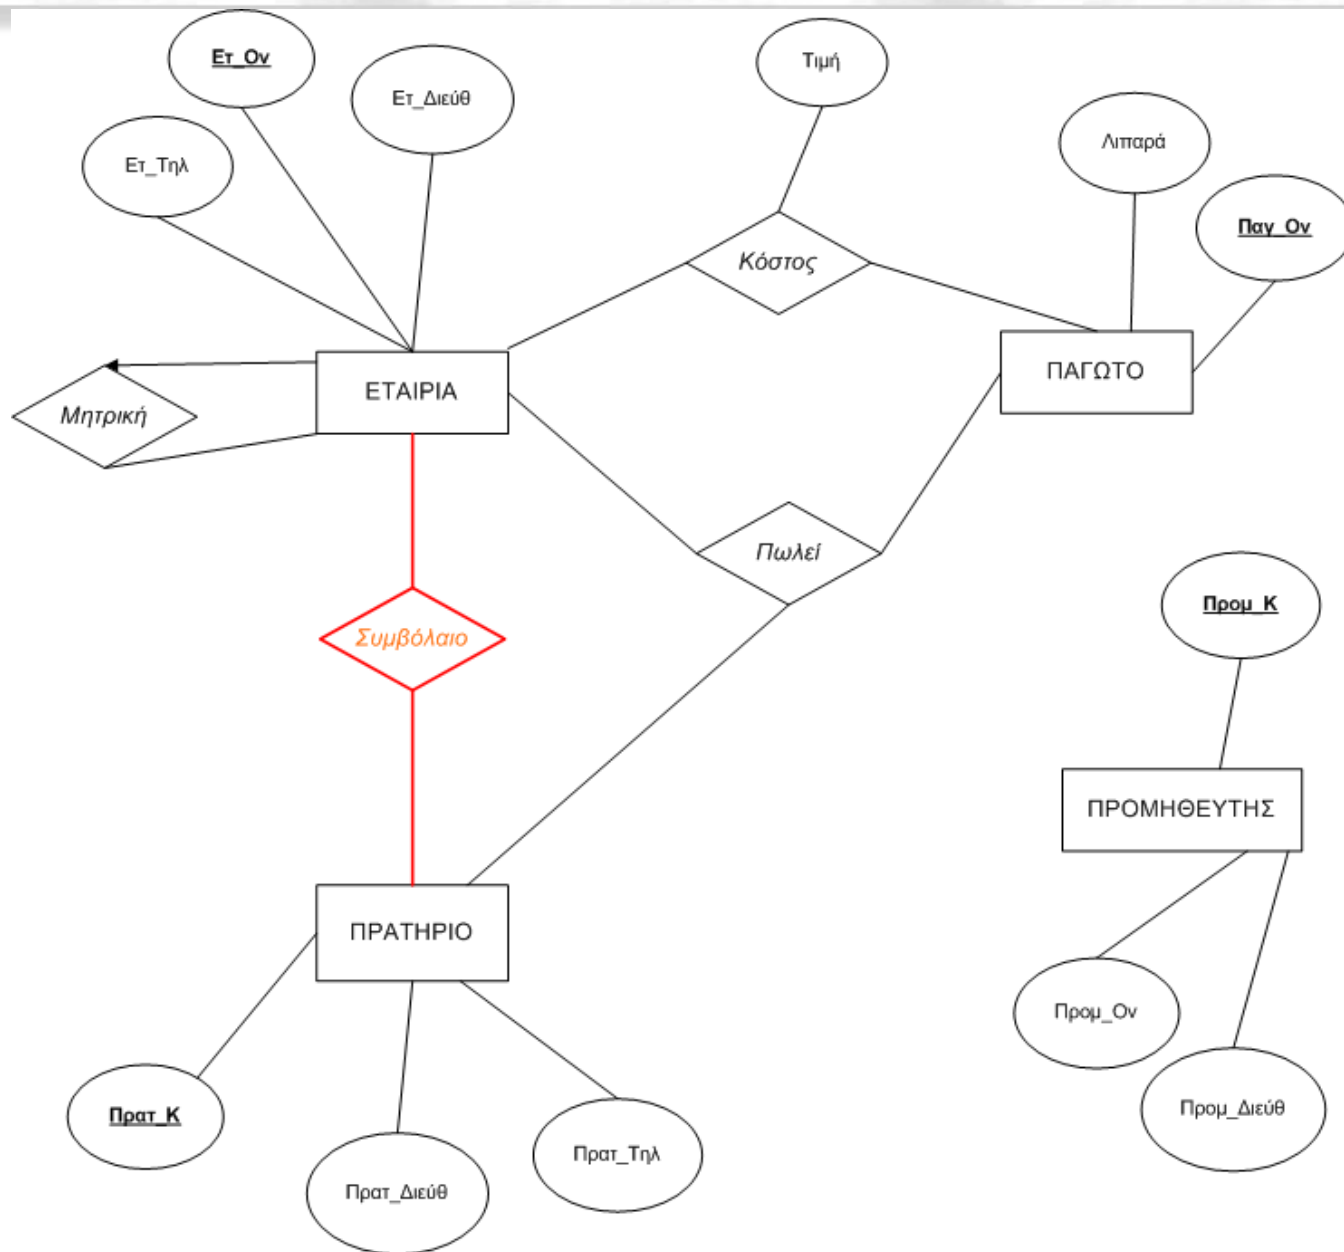 Ετ_Ον
Ετ_Διεύθ
Ετ_Τηλ
Τιμή
Λιπαρά
Παγ_Ον
Κόστος
ΠΑΓΩΤΟ
ΕΤΑΙΡΙΑ
Μητρική
Πωλεί
Συμβόλαιο
Προμ_Κ
ΠΡΟΜΗΘΕΥΤΗΣ
ΠΡΑΤΗΡΙΟ
Προμ_Ον
Πρατ_Κ
Προμ_Διεύθ
Πρατ_Τηλ
Πρατ_Διεύθ